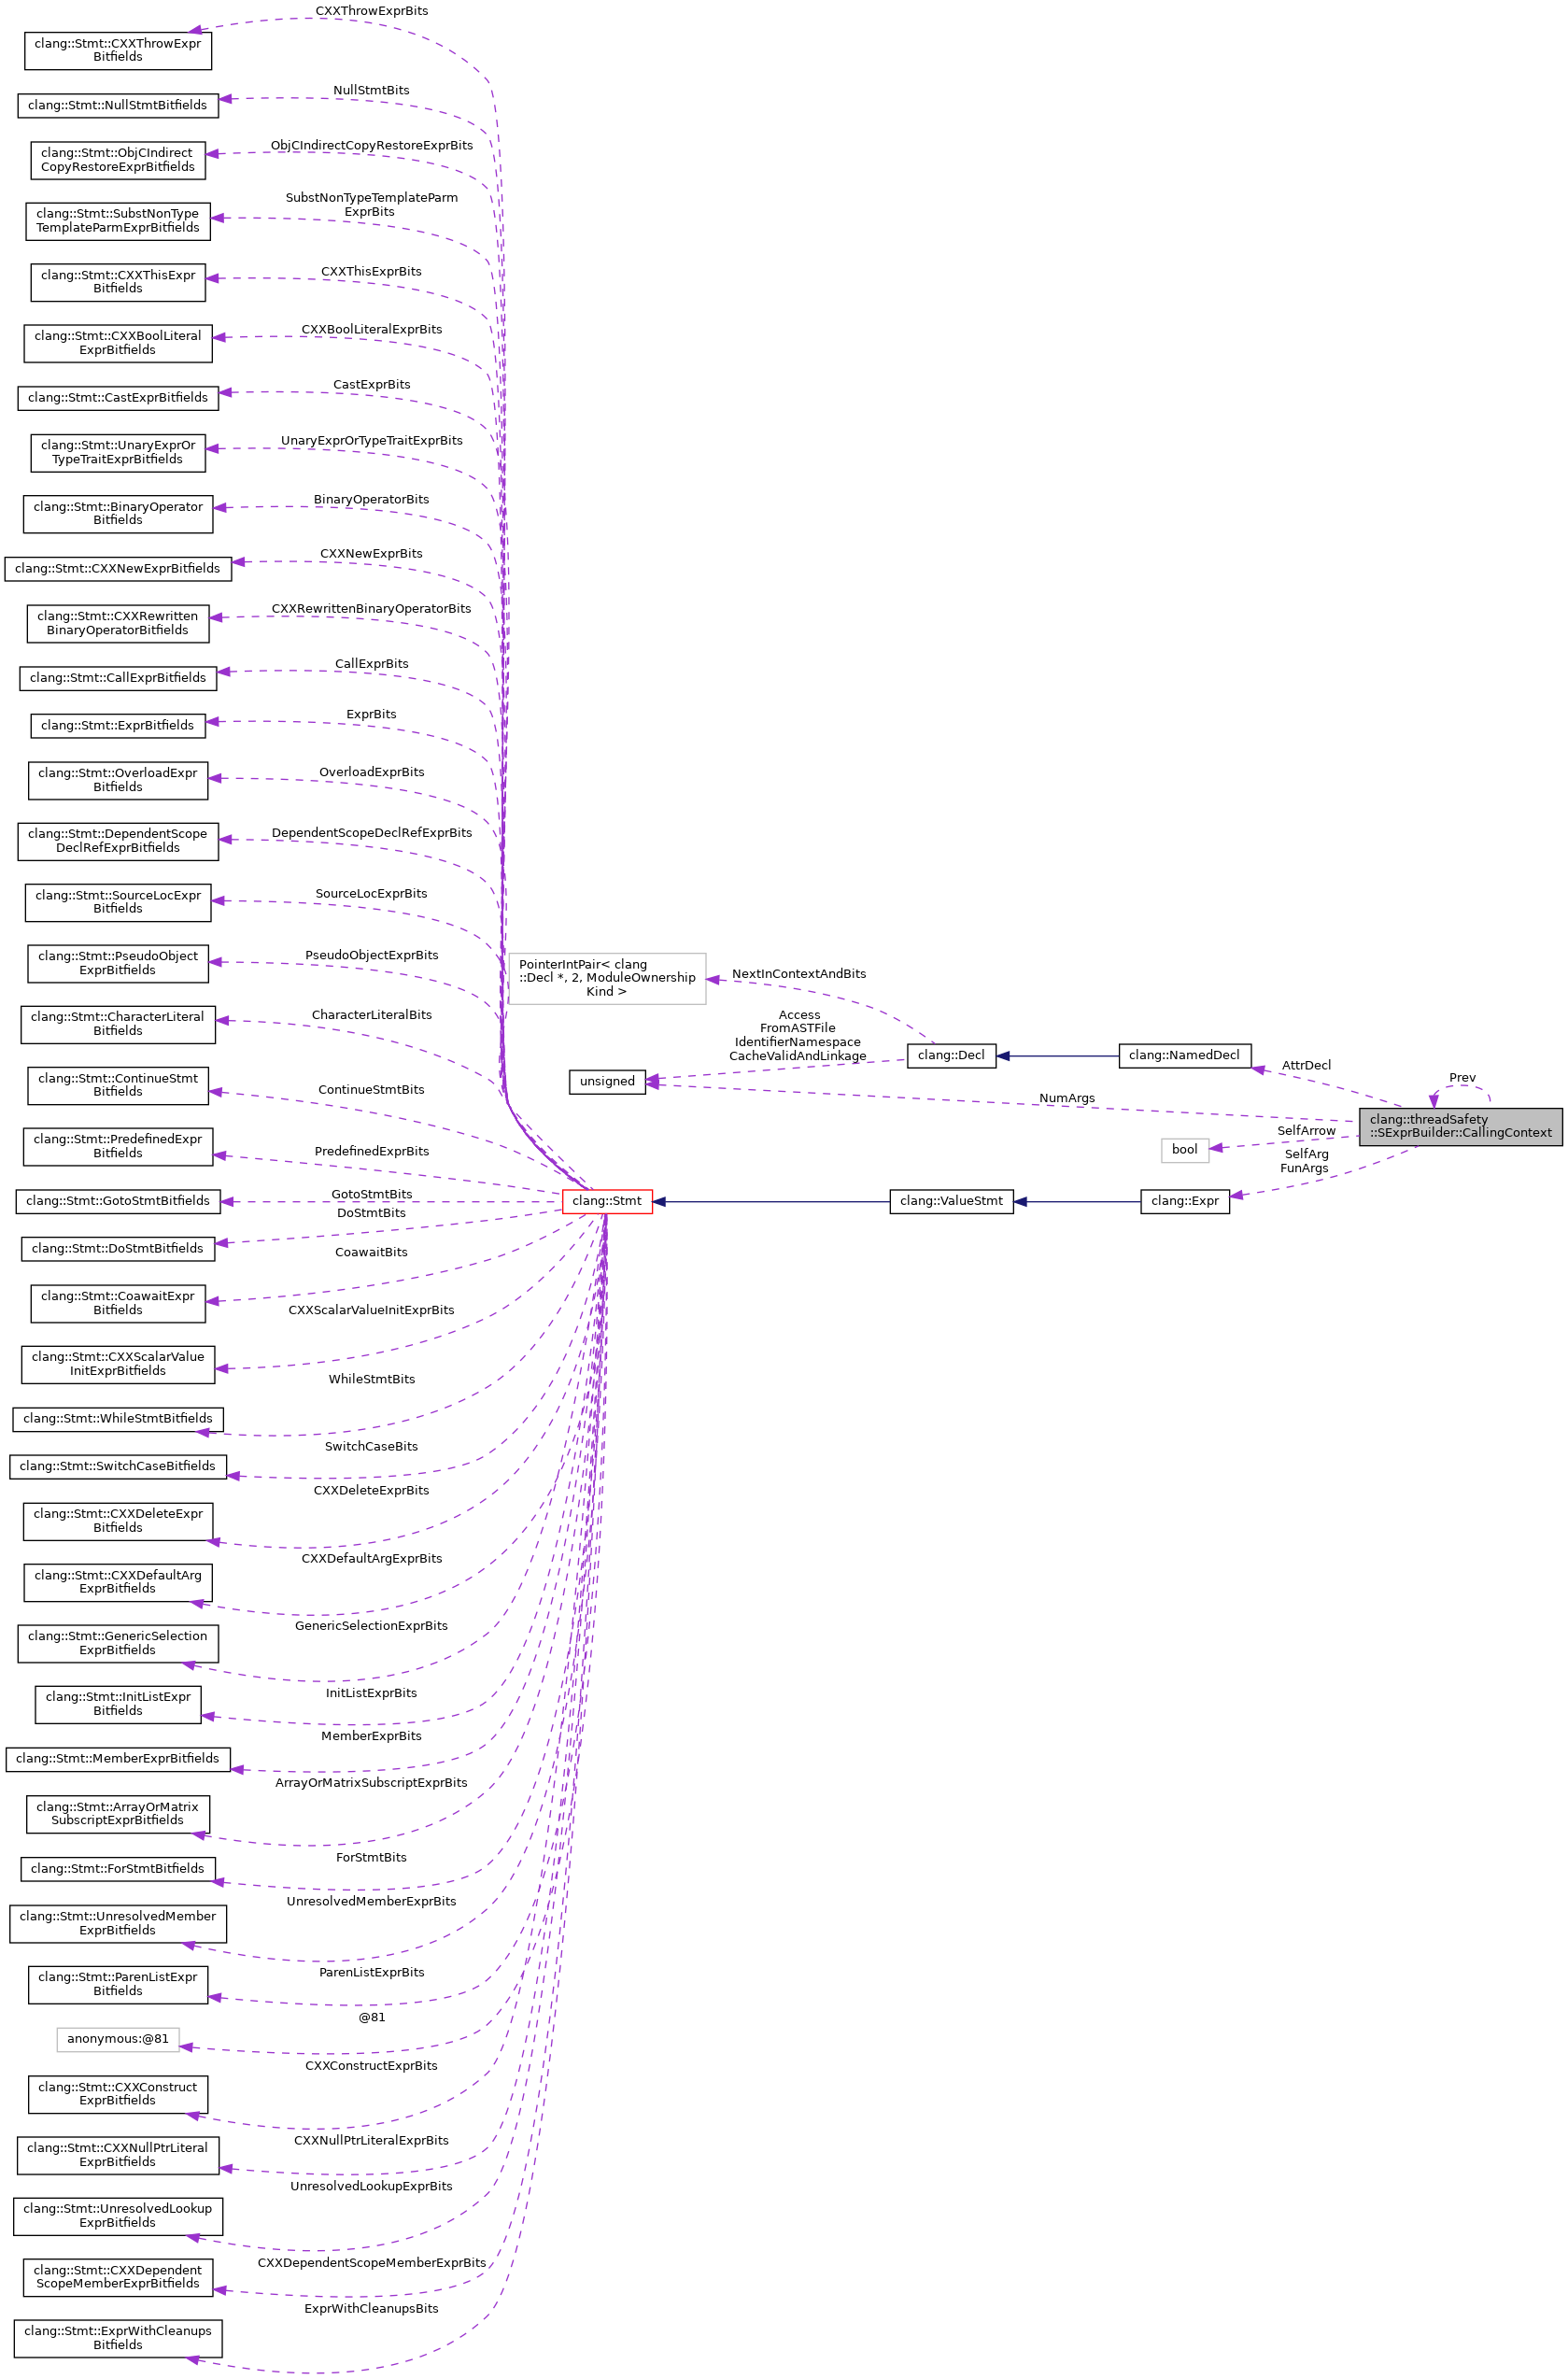 CXXThrowExprBits
clang::Stmt::CXXThrowExpr
Bitfields
NullStmtBits
clang::Stmt::NullStmtBitfields
ObjCIndirectCopyRestoreExprBits
clang::Stmt::ObjCIndirect
CopyRestoreExprBitfields
SubstNonTypeTemplateParm
ExprBits
clang::Stmt::SubstNonType
TemplateParmExprBitfields
CXXThisExprBits
clang::Stmt::CXXThisExpr
Bitfields
CXXBoolLiteralExprBits
clang::Stmt::CXXBoolLiteral
ExprBitfields
CastExprBits
clang::Stmt::CastExprBitfields
UnaryExprOrTypeTraitExprBits
clang::Stmt::UnaryExprOr
TypeTraitExprBitfields
BinaryOperatorBits
clang::Stmt::BinaryOperator
Bitfields
CXXNewExprBits
clang::Stmt::CXXNewExprBitfields
CXXRewrittenBinaryOperatorBits
clang::Stmt::CXXRewritten
BinaryOperatorBitfields
CallExprBits
clang::Stmt::CallExprBitfields
ExprBits
clang::Stmt::ExprBitfields
OverloadExprBits
clang::Stmt::OverloadExpr
Bitfields
DependentScopeDeclRefExprBits
clang::Stmt::DependentScope
DeclRefExprBitfields
SourceLocExprBits
clang::Stmt::SourceLocExpr
Bitfields
PseudoObjectExprBits
clang::Stmt::PseudoObject
ExprBitfields
PointerIntPair< clang
::Decl *, 2, ModuleOwnership
Kind >
NextInContextAndBits
CharacterLiteralBits
clang::Stmt::CharacterLiteral
Bitfields
Access
FromASTFile
IdentifierNamespace
CacheValidAndLinkage
clang::Decl
clang::NamedDecl
AttrDecl
unsigned
NumArgs
Prev
clang::threadSafety
::SExprBuilder::CallingContext
SelfArrow
bool
SelfArg
FunArgs
ContinueStmtBits
clang::Stmt::ContinueStmt
Bitfields
PredefinedExprBits
clang::Stmt::PredefinedExpr
Bitfields
GotoStmtBits
clang::Stmt::GotoStmtBitfields
clang::Stmt
clang::ValueStmt
clang::Expr
DoStmtBits
clang::Stmt::DoStmtBitfields
CoawaitBits
clang::Stmt::CoawaitExpr
Bitfields
CXXScalarValueInitExprBits
clang::Stmt::CXXScalarValue
InitExprBitfields
WhileStmtBits
clang::Stmt::WhileStmtBitfields
SwitchCaseBits
clang::Stmt::SwitchCaseBitfields
CXXDeleteExprBits
clang::Stmt::CXXDeleteExpr
Bitfields
CXXDefaultArgExprBits
clang::Stmt::CXXDefaultArg
ExprBitfields
GenericSelectionExprBits
clang::Stmt::GenericSelection
ExprBitfields
InitListExprBits
clang::Stmt::InitListExpr
Bitfields
MemberExprBits
clang::Stmt::MemberExprBitfields
ArrayOrMatrixSubscriptExprBits
clang::Stmt::ArrayOrMatrix
SubscriptExprBitfields
ForStmtBits
clang::Stmt::ForStmtBitfields
UnresolvedMemberExprBits
clang::Stmt::UnresolvedMember
ExprBitfields
ParenListExprBits
clang::Stmt::ParenListExpr
Bitfields
@81
anonymous:@81
CXXConstructExprBits
clang::Stmt::CXXConstruct
ExprBitfields
CXXNullPtrLiteralExprBits
clang::Stmt::CXXNullPtrLiteral
ExprBitfields
UnresolvedLookupExprBits
clang::Stmt::UnresolvedLookup
ExprBitfields
CXXDependentScopeMemberExprBits
clang::Stmt::CXXDependent
ScopeMemberExprBitfields
ExprWithCleanupsBits
clang::Stmt::ExprWithCleanups
Bitfields